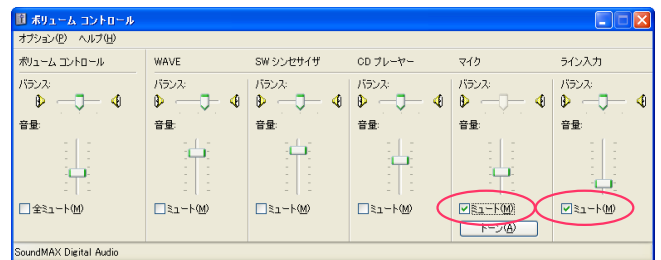 ボリューム コントロール
オプション(P) ヘルプ(H)
ボリューム コントロール WAVE SW シンセサイザ CD プレーヤー マイク ライン入力
バランス: バランス: バランス: バランス: バランス: バランス:
音量: 音量: 音量: 音量: 音量: 音量:
全ミュート(M) ミュート(M) ミュート(M) ミュート(M) ミュート(M) ミュート(M)
トーン(A)
SoundMAX Digital Audio